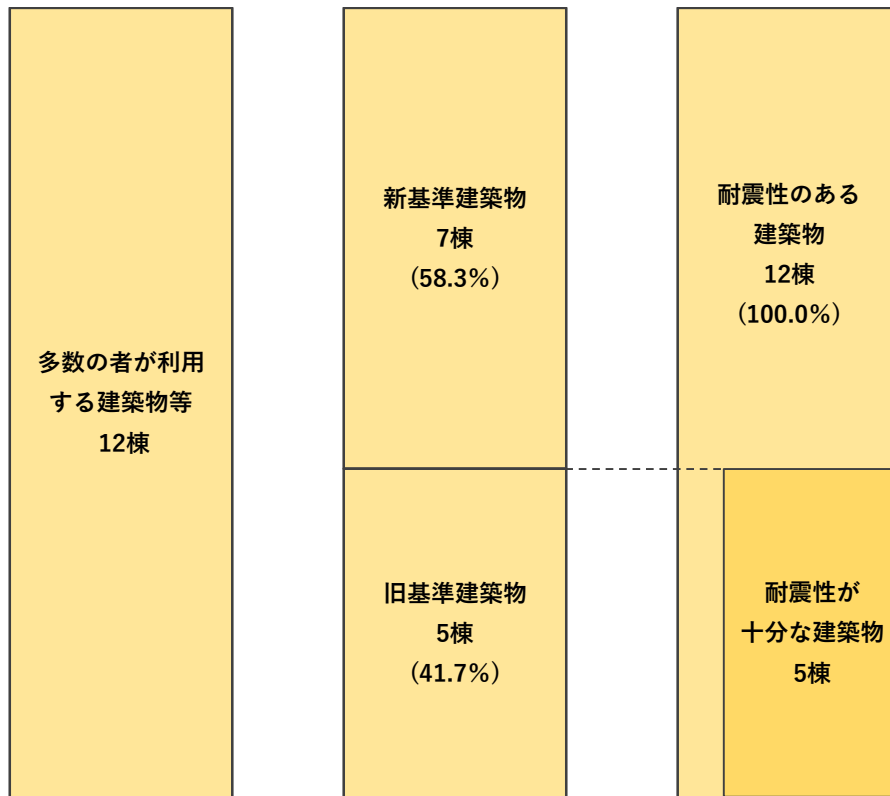 多数の者が利用
する建築物等
12棟
新基準建築物
7棟
(58.3%)
旧基準建築物
5棟
(41.7%)
耐震性のある
建築物
12棟
(100.0%)
耐震性が
十分な建築物
5棟